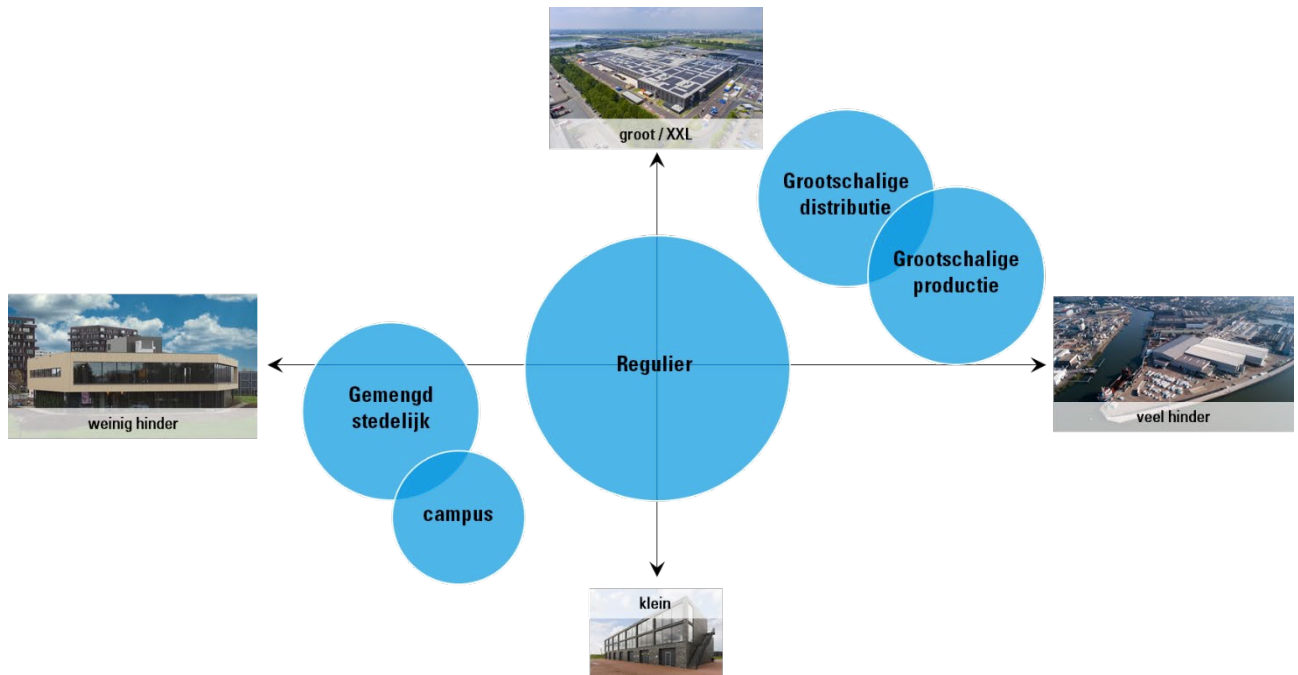 groot / XXL
Grootschalige
distributie
Grootschalige
productie
Regulier
weinig hinder
Gemengd
stedelijk
veel hinder
campus
klein